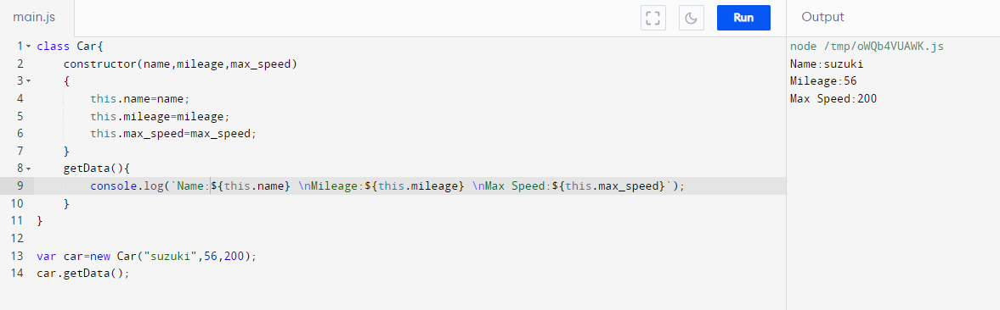 main.js
Run
Output
1 class Car{
2     constructor(name,mileage,max_speed)
3     {
4         this.name=name;
5         this.mileage=mileage;
6         this.max_speed=max_speed;
7     }
8     getData(){
9         console.log(`Name:${this.name} \nMileage:${this.mileage} \nMax Speed:${this.max_speed}`);
10     }
11 }
12
13 var car=new Car("suzuki",56,200);
14 car.getData();
node /tmp/oWQb4VUAWK.js
Name:suzuki
Mileage:56
Max Speed:200